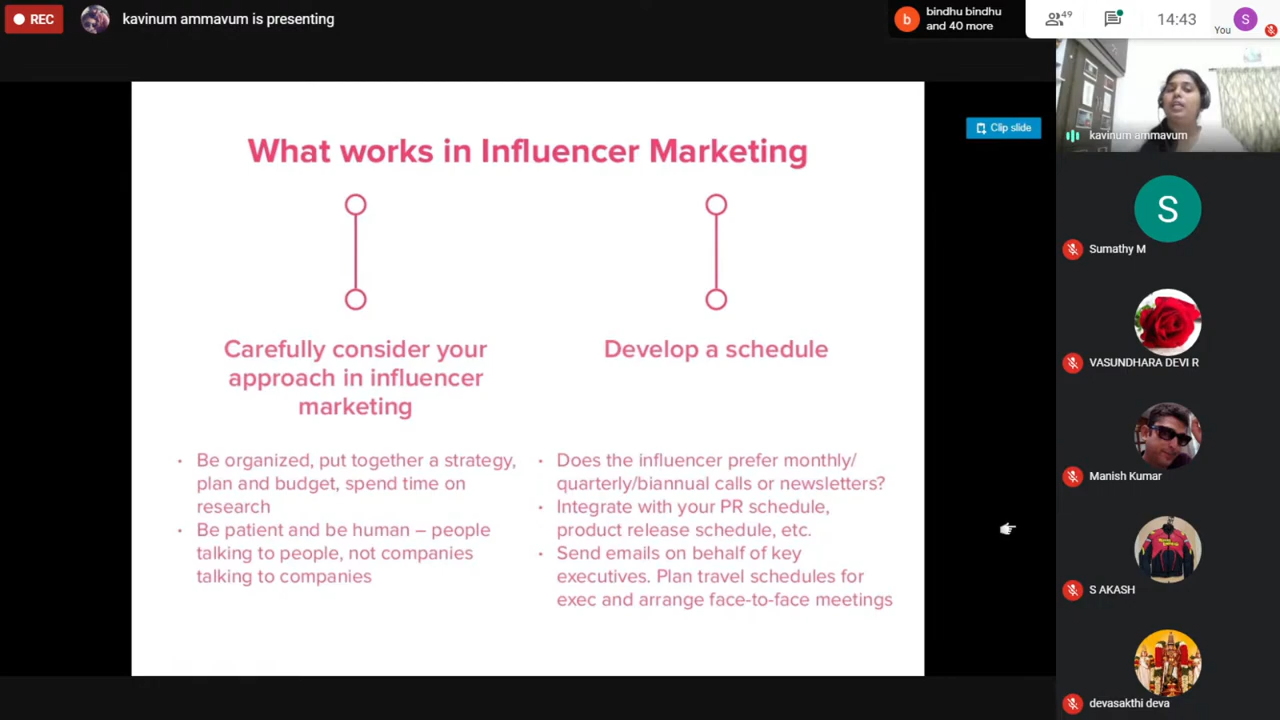 REC
kavinum ammavum is presenting
b
bindhu bindhu
and 40 more
49
14:43
You
S
Clip slide
kavinum ammavum
What works in Influencer Marketing
Carefully consider your
approach in influencer
marketing
· Be organized, put together a strategy,
plan and budget, spend time on
research
· Be patient and be human – people
talking to people, not companies
talking to companies
Develop a schedule
· Does the influencer prefer monthly/
quarterly/biannual calls or newsletters?
· Integrate with your PR schedule,
product release schedule, etc.
· Send emails on behalf of key
executives. Plan travel schedules for
exec and arrange face-to-face meetings
S
Sumathy M
VASUNDHARA DEVI R
Manish Kumar
S AKASH
devasakthi deva